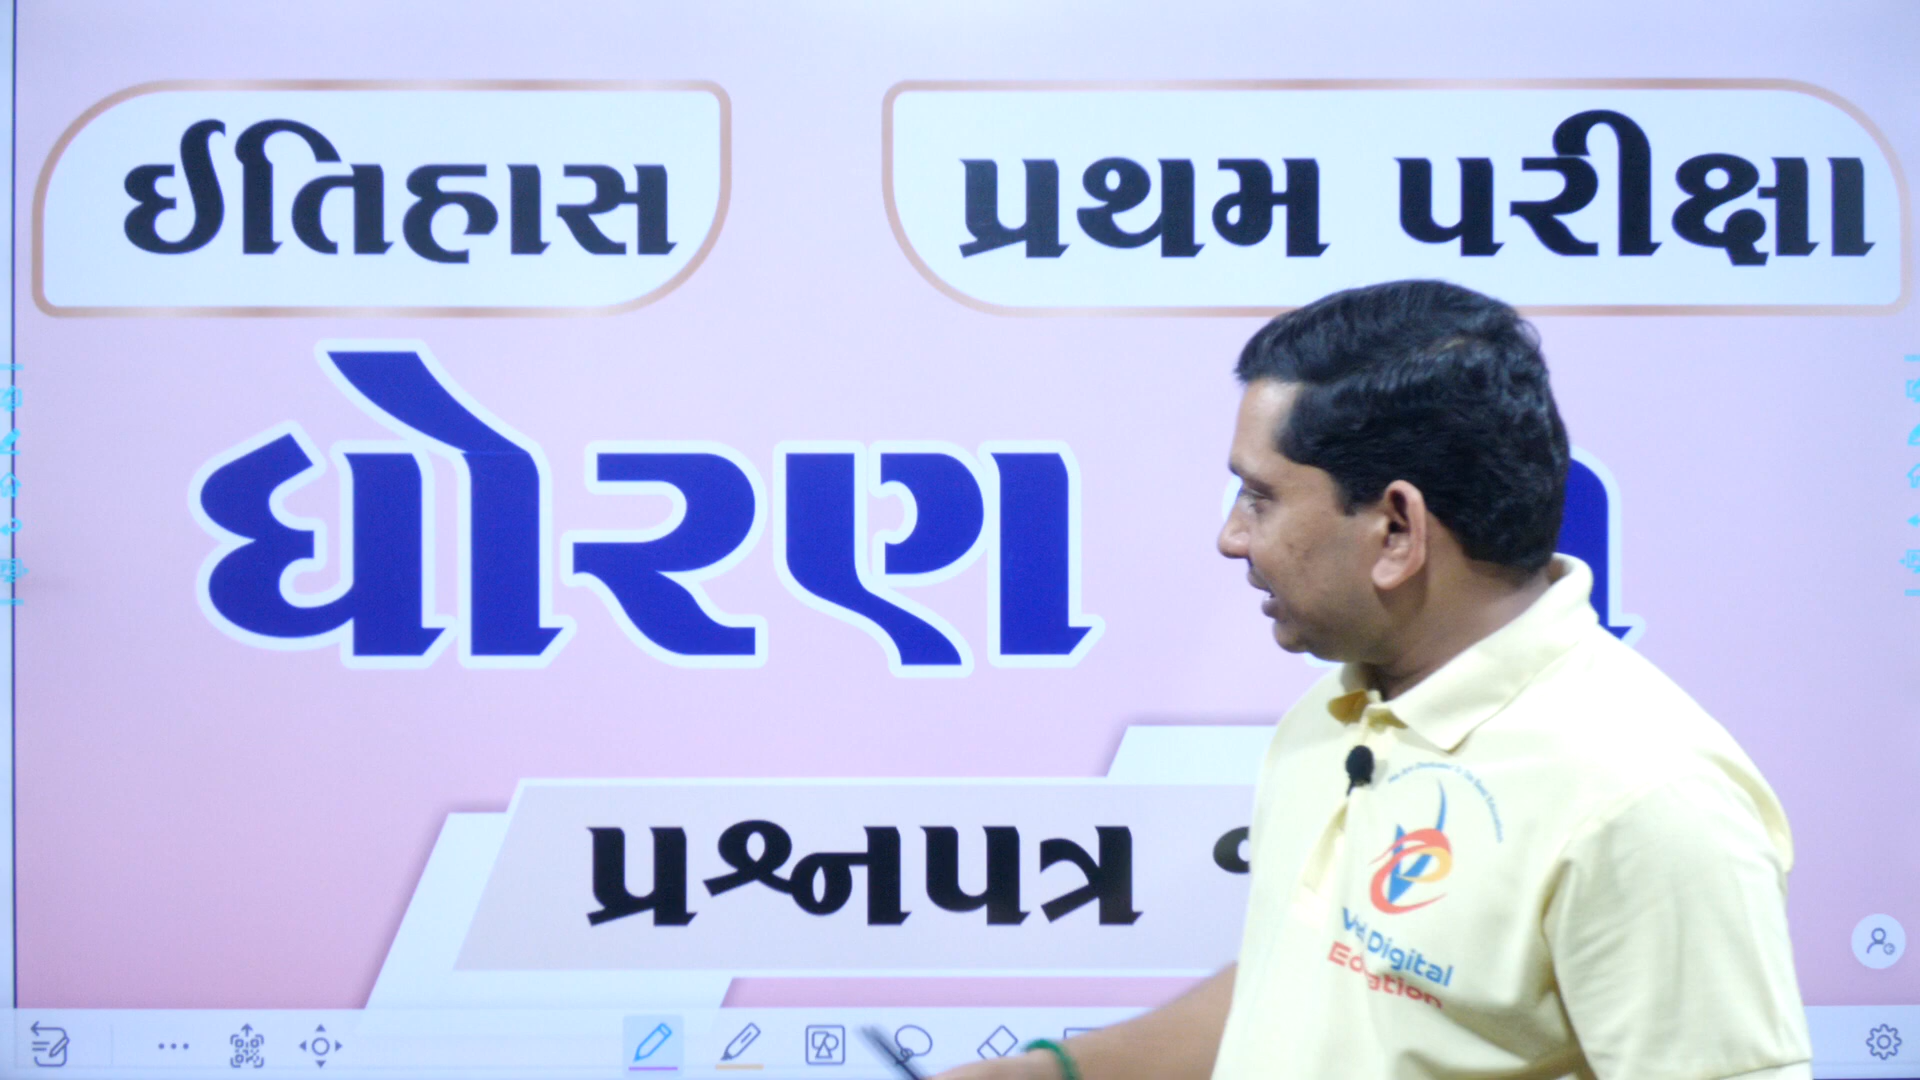 ઈતિહાસ
પ્રથમ પરીક્ષા
ધોરણ
પ્રશ્નપત્ર
Digital